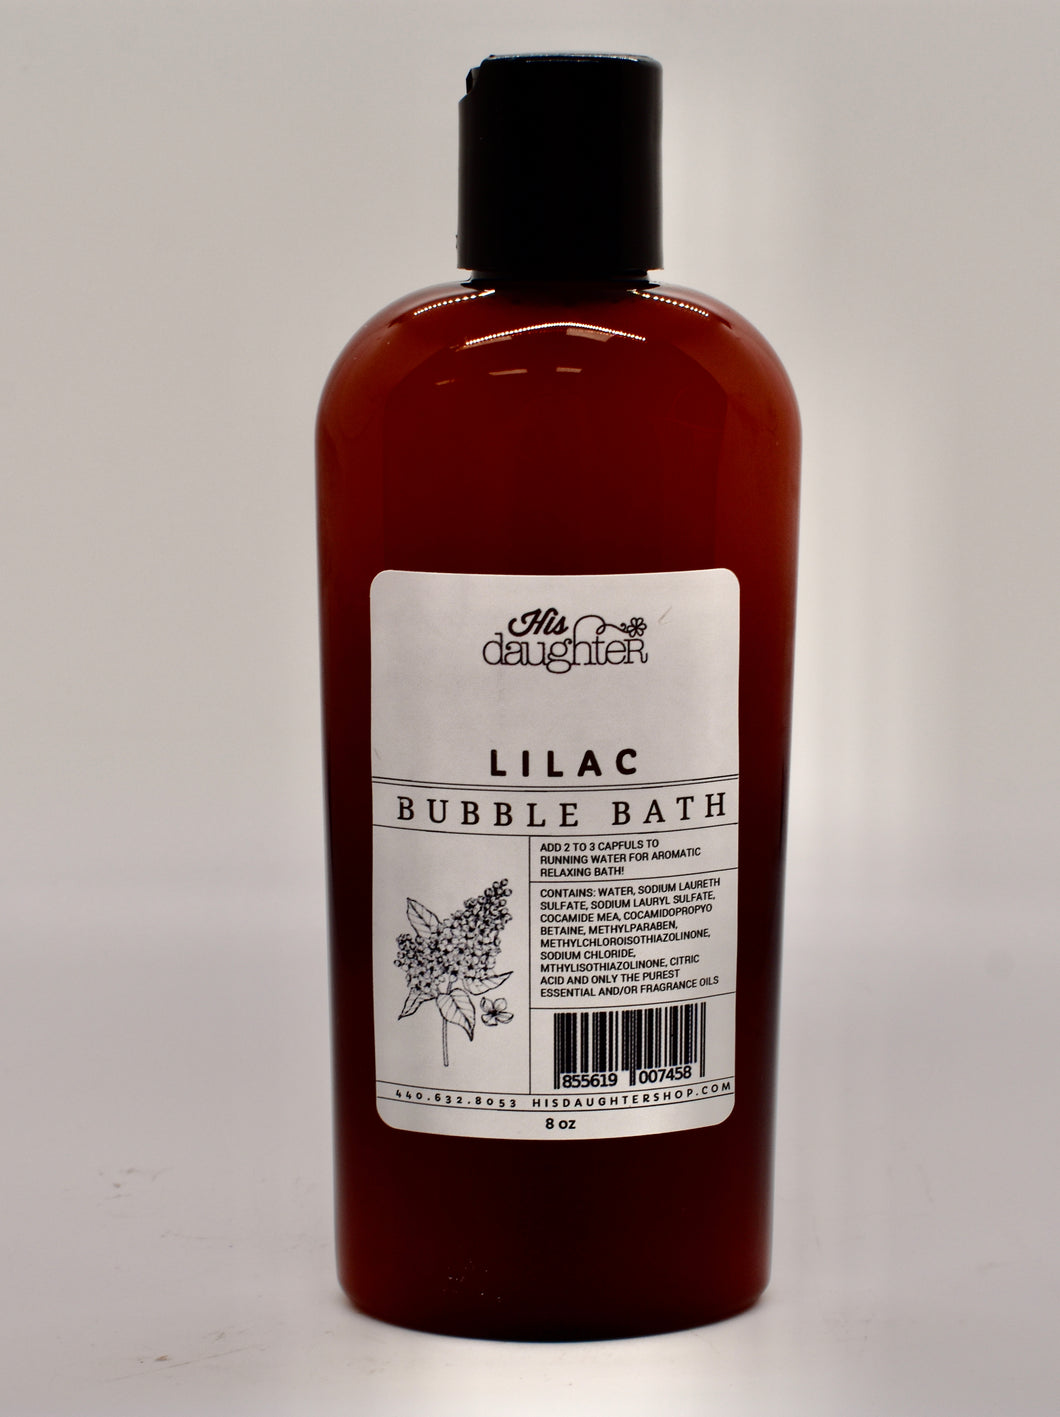 His
daughteR
LILAC
BUBBLE BATH
ADD 2 TO 3 CAPFULS TO
RUNNING WATER FOR AROMATIC
RELAXING BATH!
CONTAINS: WATER, SODIUM LAURETH
SULFATE, SODIUM LAURYL SULFATE,
COCAMIDE MEA, COCAMIDOPROPYO
BETAINE, METHYLPARABEN,
METHYLCHLOROISOTHIAZOLINONE,
SODIUM CHLORIDE,
MTHYLISOTHIAZOLINONE, CITRIC
ACID AND ONLY THE PUREST
ESSENTIAL AND/OR FRAGRANCE OILS
855619 007458
440.632.8053 HISDAUGHTERSHOP.COM
8 oz